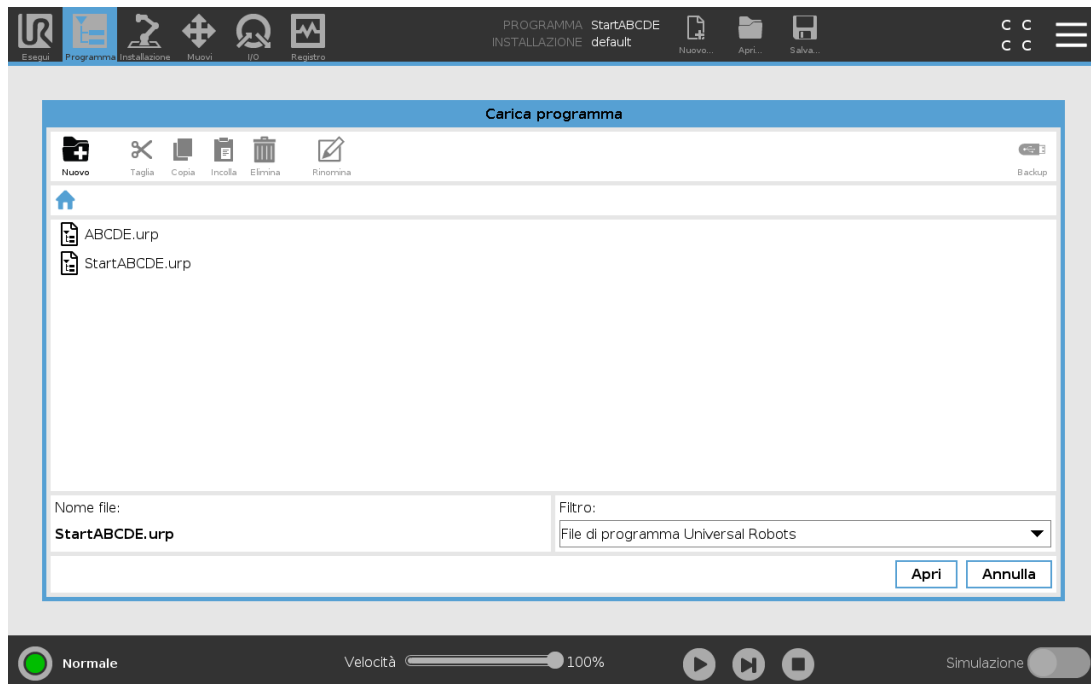 PROGRAMMA StartABCDE
INSTALLAZIONE default
C C
C C
Esegui Programma Installazione Muovi I/O Registro Nuovo... Apri... Salva...
Carica programma
Nuovo Taglia Copia Incolla Elimina Rinomina Backup
ABCDE.urp
StartABCDE.urp
Nome file: Filtro:
StartABCDE.urp File di programma Universal Robots
Apri Annulla
Normale Velocità 100% Simulazione